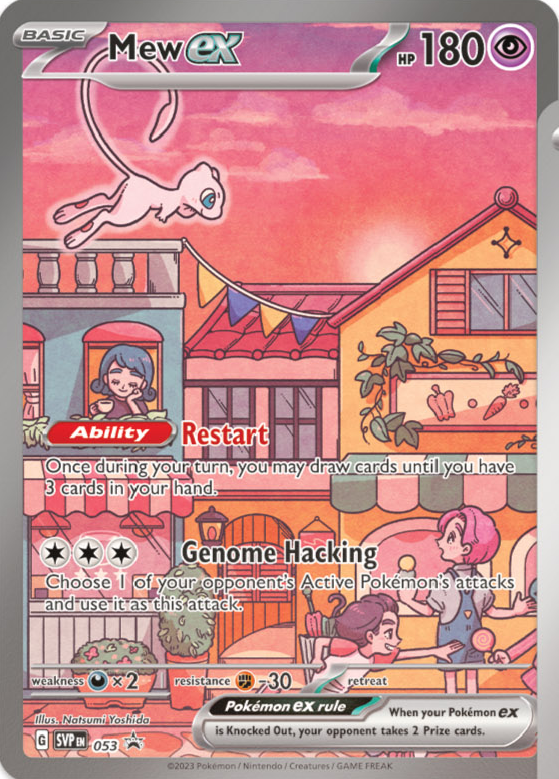 BASIC
Mew ex HP 180
Ability Restart
Once during your turn, you may draw cards until you have
3 cards in your hand.
Genome Hacking
Choose 1 of your opponent's Active Pokémon's attacks
and use it as this attack.
weakness ×2 resistance -30 retreat
Illus. Natsumi Yoshida
Pokémon ex rule
When your Pokémon ex
is Knocked Out, your opponent takes 2 Prize cards.
G SVP EN 053
©2023 Pokémon / Nintendo / Creatures / GAME FREAK